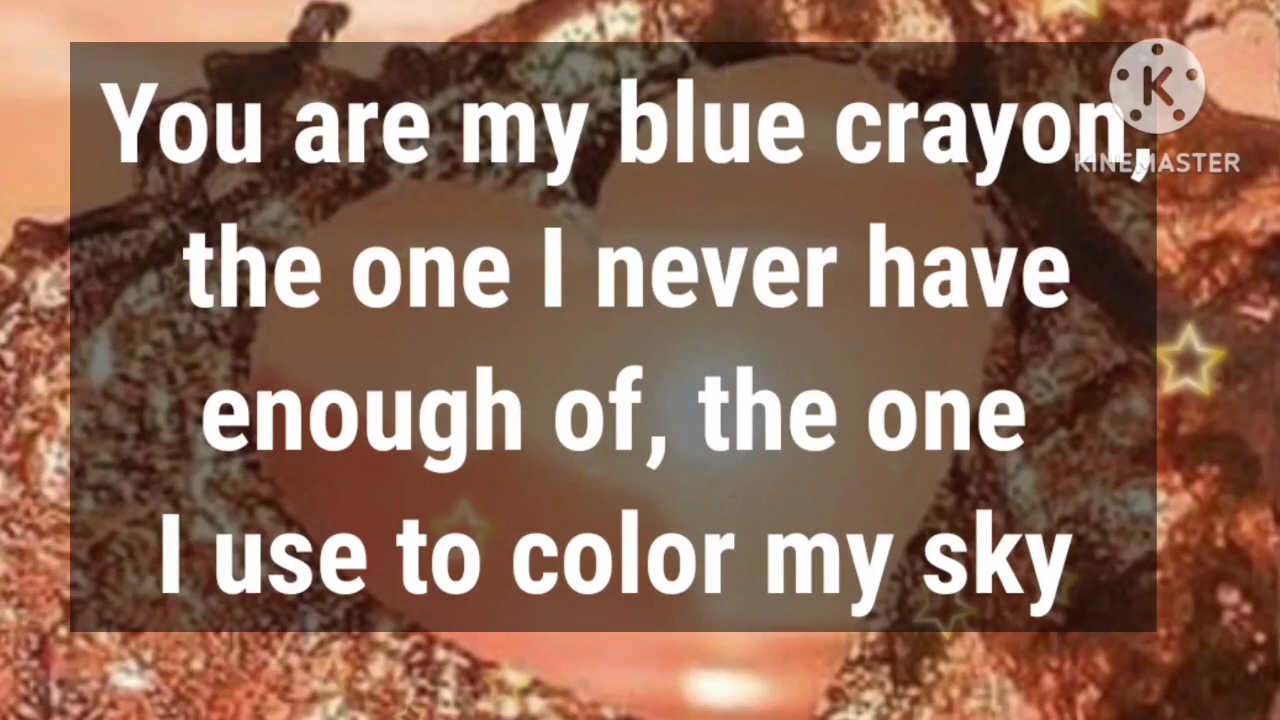 You are my blue crayon,
the one I never have
enough of, the one
I use to color my sky
K
KINEMASTER